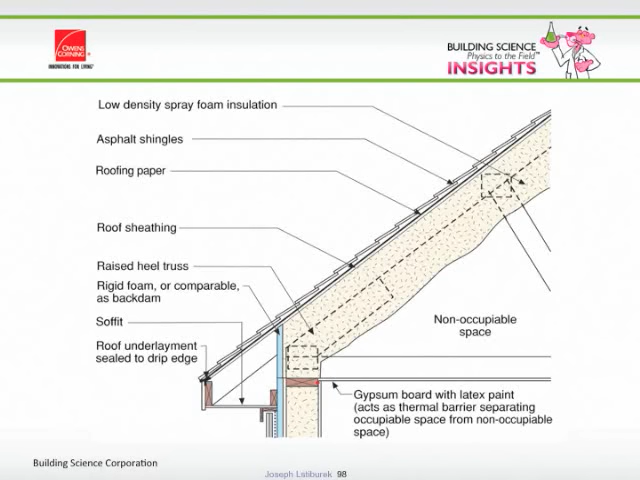 OWENS
CORNING
INNOVATIONS FOR LIVING
BUILDING SCIENCE
Physics to the Field™
INSIGHTS
Low density spray foam insulation
Asphalt shingles
Roofing paper
Roof sheathing
Raised heel truss
Rigid foam, or comparable,
as backdam
Soffit
Roof underlayment
sealed to drip edge
Non-occupiable
space
Gypsum board with latex paint
(acts as thermal barrier separating
occupiable space from non-occupiable
space)
Building Science Corporation
Joseph Lstiburek 98